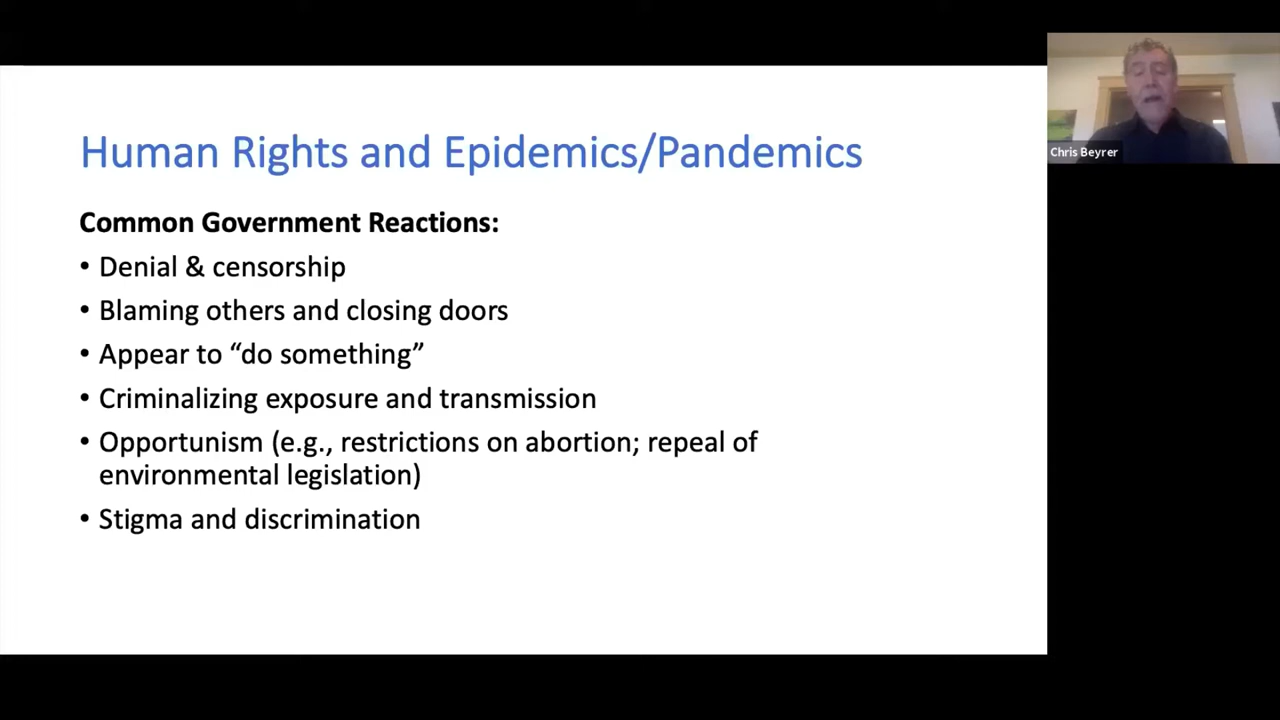 Human Rights and Epidemics/Pandemics
Common Government Reactions:
• Denial & censorship
• Blaming others and closing doors
• Appear to “do something”
• Criminalizing exposure and transmission
• Opportunism (e.g., restrictions on abortion; repeal of
environmental legislation)
• Stigma and discrimination
Chris Beyrer